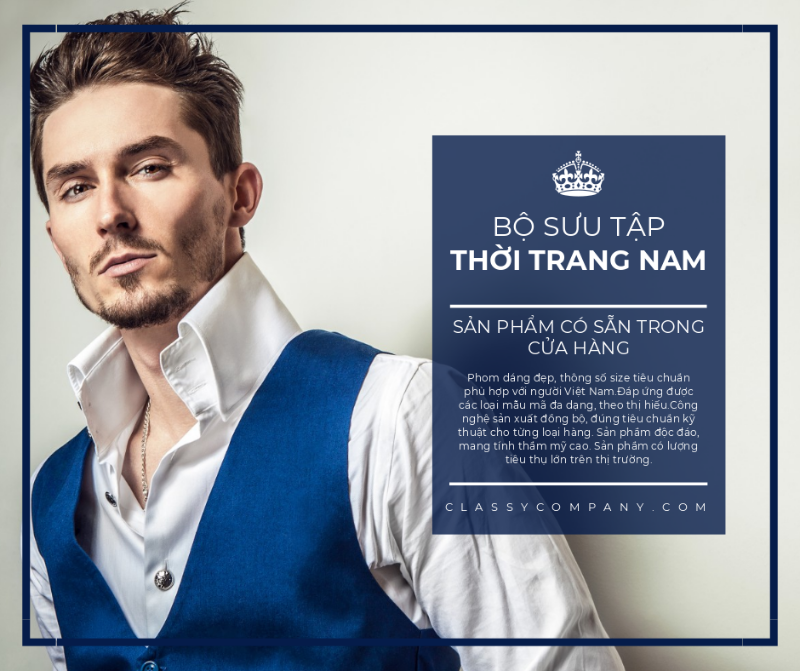 BỘ SƯU TẬP
THỜI TRANG NAM
SẢN PHẨM CÓ SẴN TRONG
CỬA HÀNG
Phom dáng đẹp, thông số size tiêu chuẩn
phù hợp với người Việt Nam.Đáp ứng được
các loại mẫu mã đa dạng, theo thị hiếu.Công
nghệ sản xuất đồng bộ, đúng tiêu chuẩn kỹ
thuật cho từng loại hàng. Sản phẩm độc đáo,
mang tính thẩm mỹ cao. Sản phẩm có lượng
tiêu thụ lớn trên thị trường.
CLASSYCOMPANY.COM